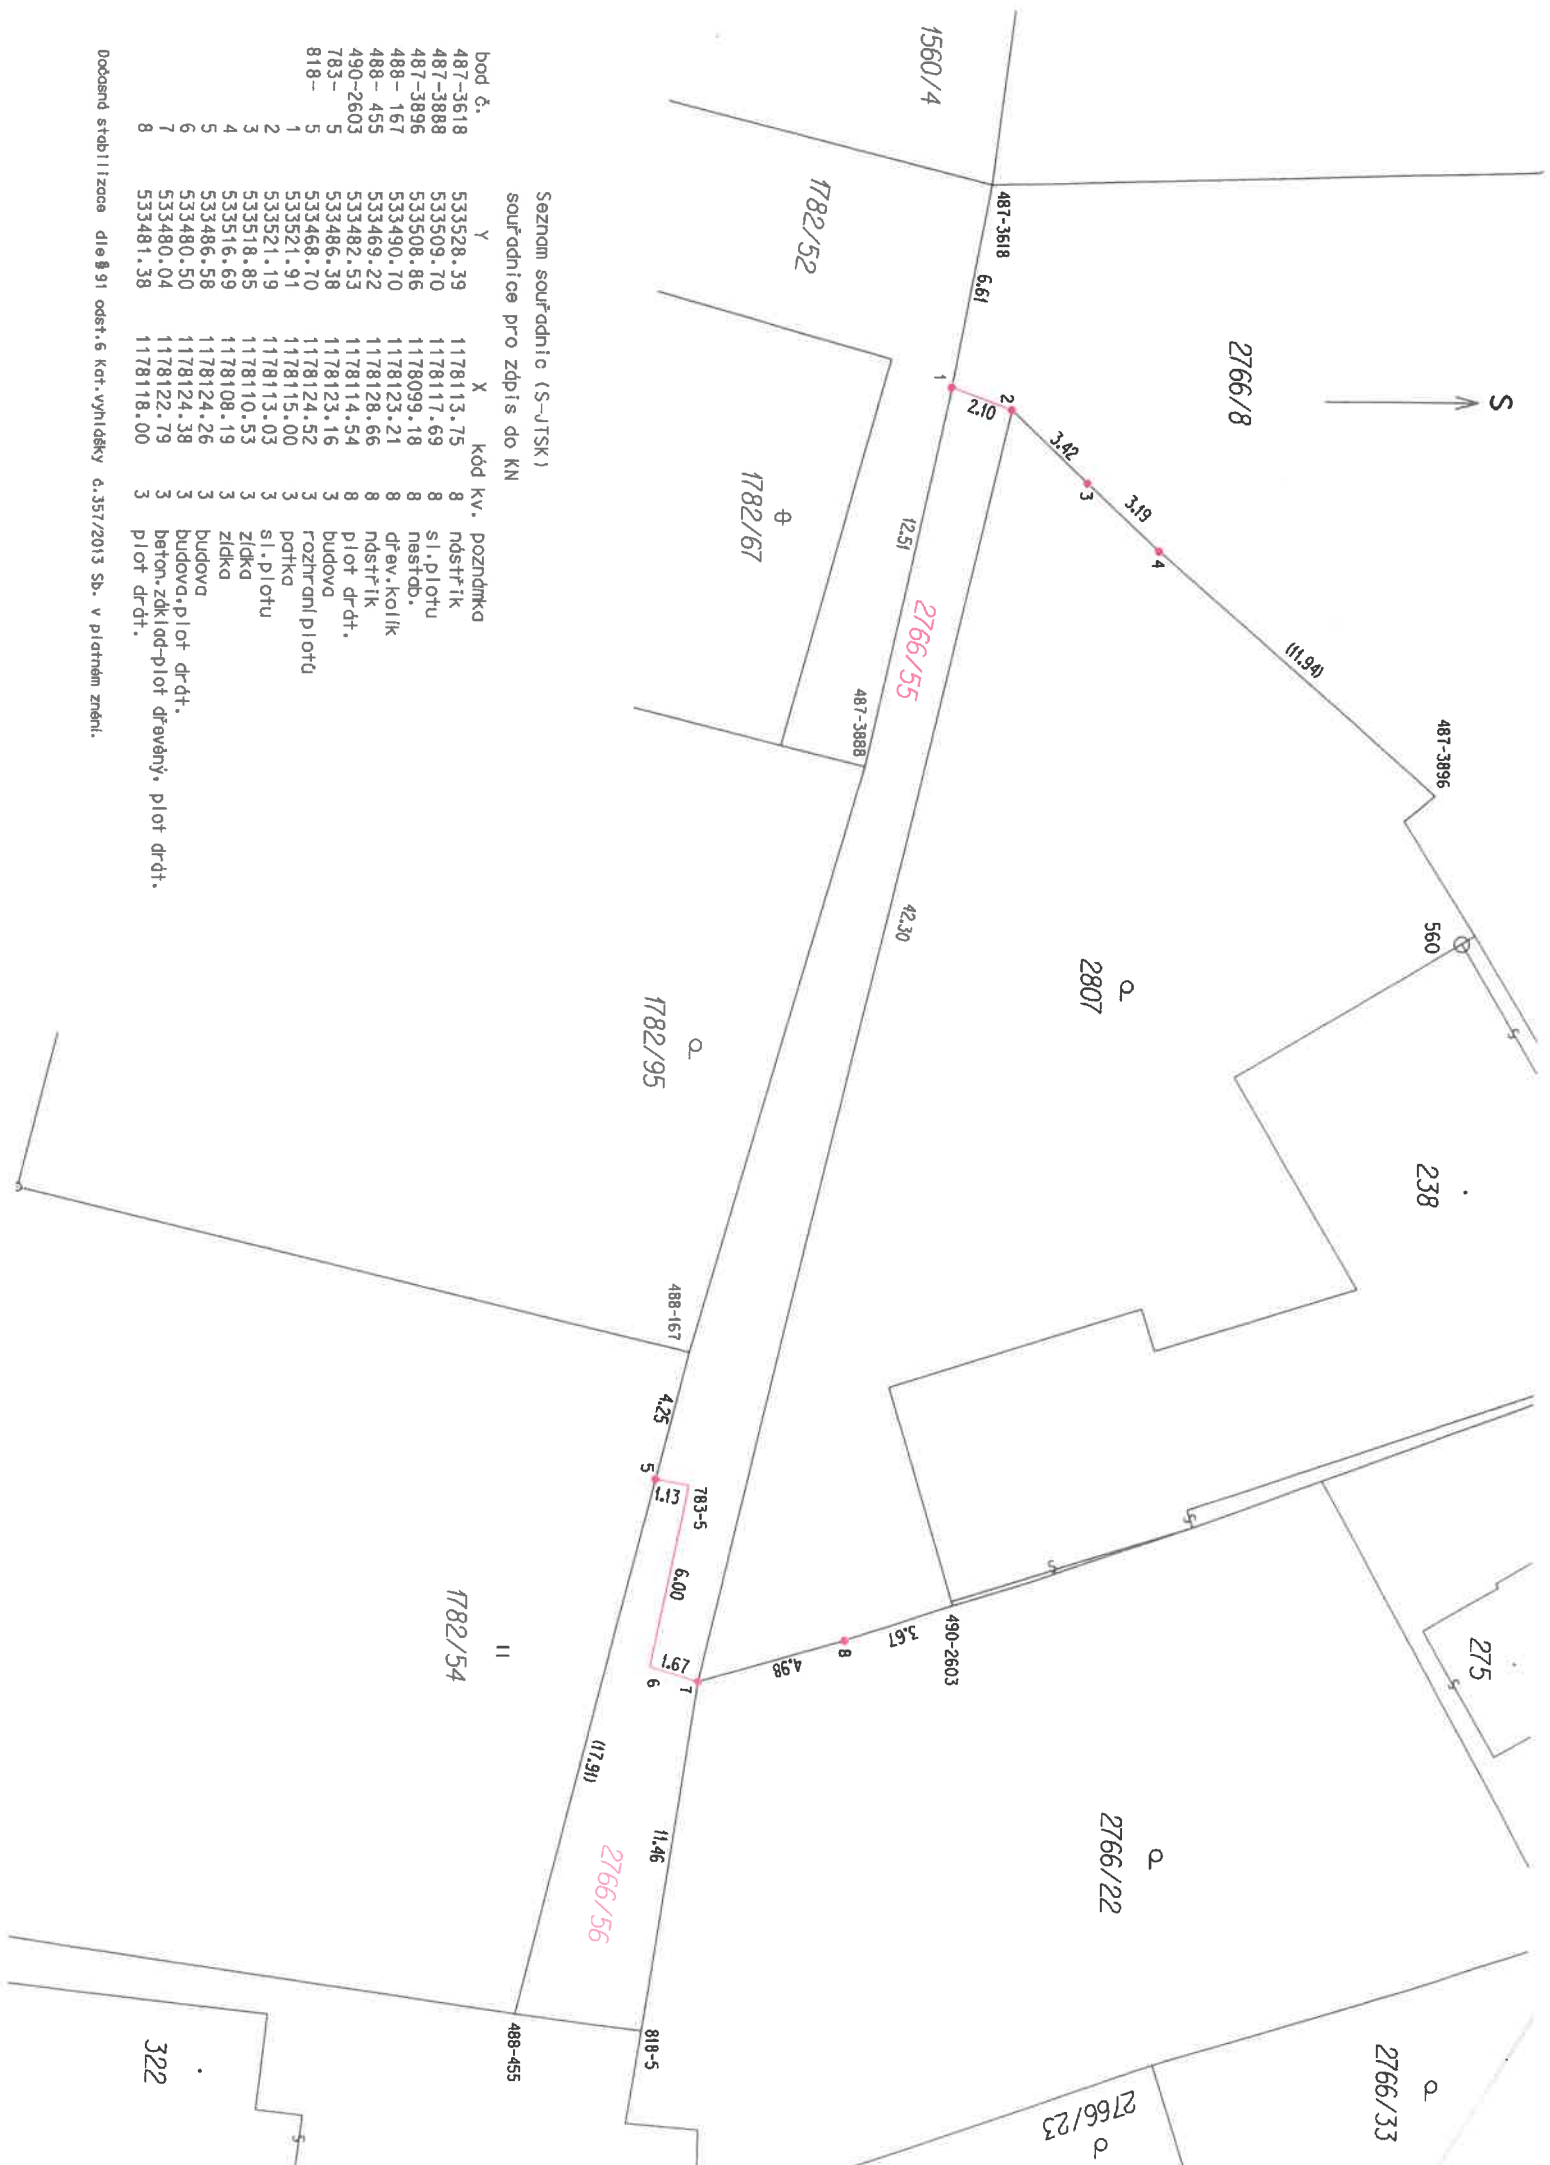 S
1560/4
2766/8
487-3618
6.61
1782/52
1
2.10
2
3.42
3
3.19
4
(11.94)
487-3896
560
238
1782/67
12.51
2766/55
487-3888
42.30
2807
1782/95
488-167
4.25
5
1.13
783-5
6.00
1.67
6
7
4.98
8
3.67
490-2603
275
2766/22
2766/33
2766/23
1782/54
(17.91)
11.46
2766/56
818-5
488-455
322
Seznam souřadnic (S-JTSK)
souřadnice pro zápis do KN
bod č. Y X kód kv. poznámka
487-3618 533528.39 1178113.75 8 nástřik
487-3888 533509.70 1178117.69 8 sl.plotu
487-3896 533508.86 1178099.18 8 nestab.
488- 167 533490.70 1178123.21 8 dřev.kolík
488- 455 533469.22 1178128.66 8 nástřik
490-2603 533482.53 1178114.54 8 plot drát.
783- 5 533486.38 1178123.16 3 budova
818- 5 533468.70 1178124.52 3 rozhraní plotů
1 533521.91 1178115.00 3 patka
2 533521.19 1178113.03 3 sl.plotu
3 533518.85 1178110.53 3 zídka
4 533516.69 1178108.19 3 zídka
5 533486.58 1178124.26 3 budova
6 533480.50 1178124.38 3 budova,plot drát.
7 533480.04 1178122.79 3 beton.základ-plot dřevěný, plot drát.
8 533481.38 1178118.00 3 plot drát.
Dočasná stabilizace dle §91 odst.6 Kat.vyhlášky č.357/2013 Sb. v platném znění.